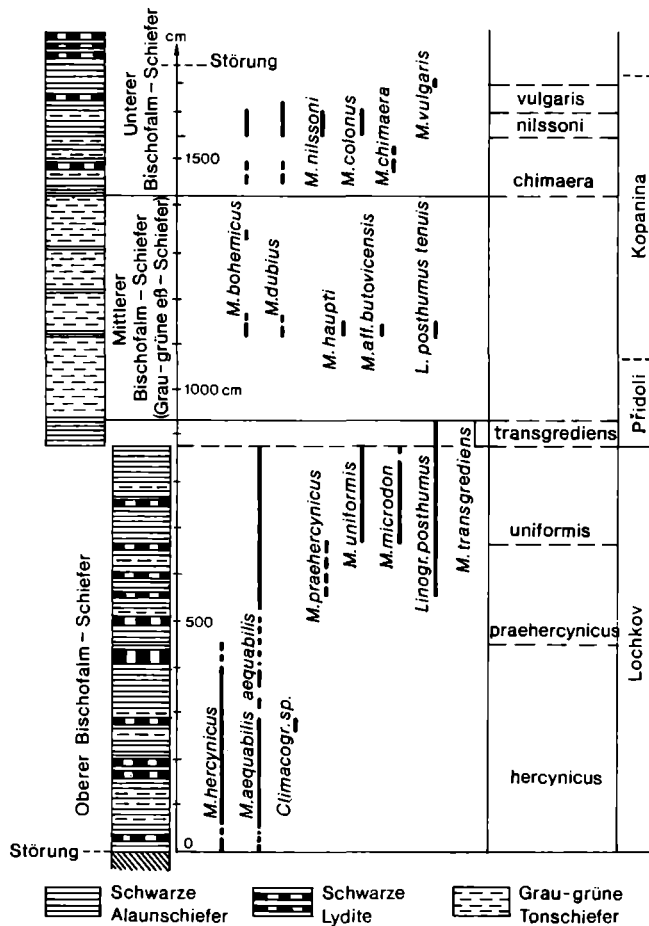 cm
Störung
Unterer
Bischofalm–Schiefer
1500
M. nilssoni
M. colonus
M. chimaera
M. vulgaris
vulgaris
nilssoni
chimaera
Kopanina
Mittlerer
Bischofalm–Schiefer
(Grau-grüne eß–Schiefer)
M. bohemicus
M. dubius
M. haupti
M. aff. butovicensis
L. posthumus tenuis
1000 cm
Přidoli
transgrediens
Oberer Bischofalm–Schiefer
500
M. hercynicus
M. aequabilis aequabilis
Climacogr. sp.
M. praehercynicus
M. uniformis
M. microdon
Linogr. posthumus
M. transgrediens
uniformis
praehercynicus
hercynicus
Lochkov
0
Störung
Schwarze
Alaunschiefer
Schwarze
Lydite
Grau-grüne
Tonschiefer